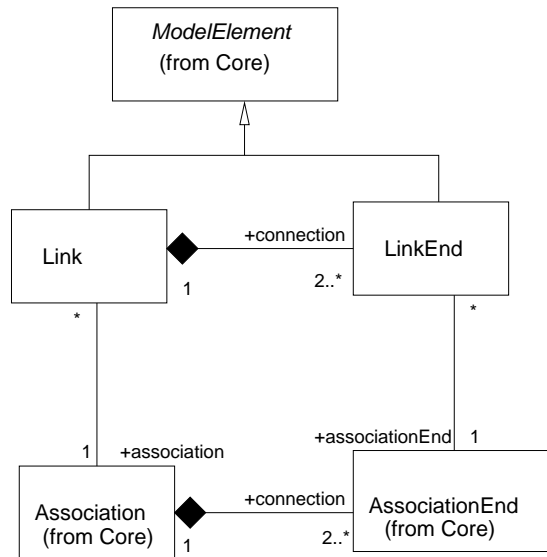 ModelElement
(from Core)
Link
+connection
LinkEnd
1
2..*
*
*
+associationEnd
1
1
+association
Association
(from Core)
+connection
AssociationEnd
(from Core)
1
2..*